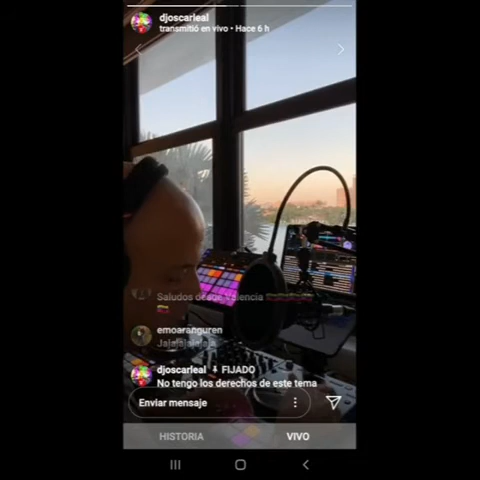 djoscarleal
transmitió en vivo • Hace 6 h
Saludos desde Valencia
emoaranguren
Jajajajajaja
djoscarleal FIJADO
No tengo los derechos de este tema
Enviar mensaje
HISTORIA VIVO